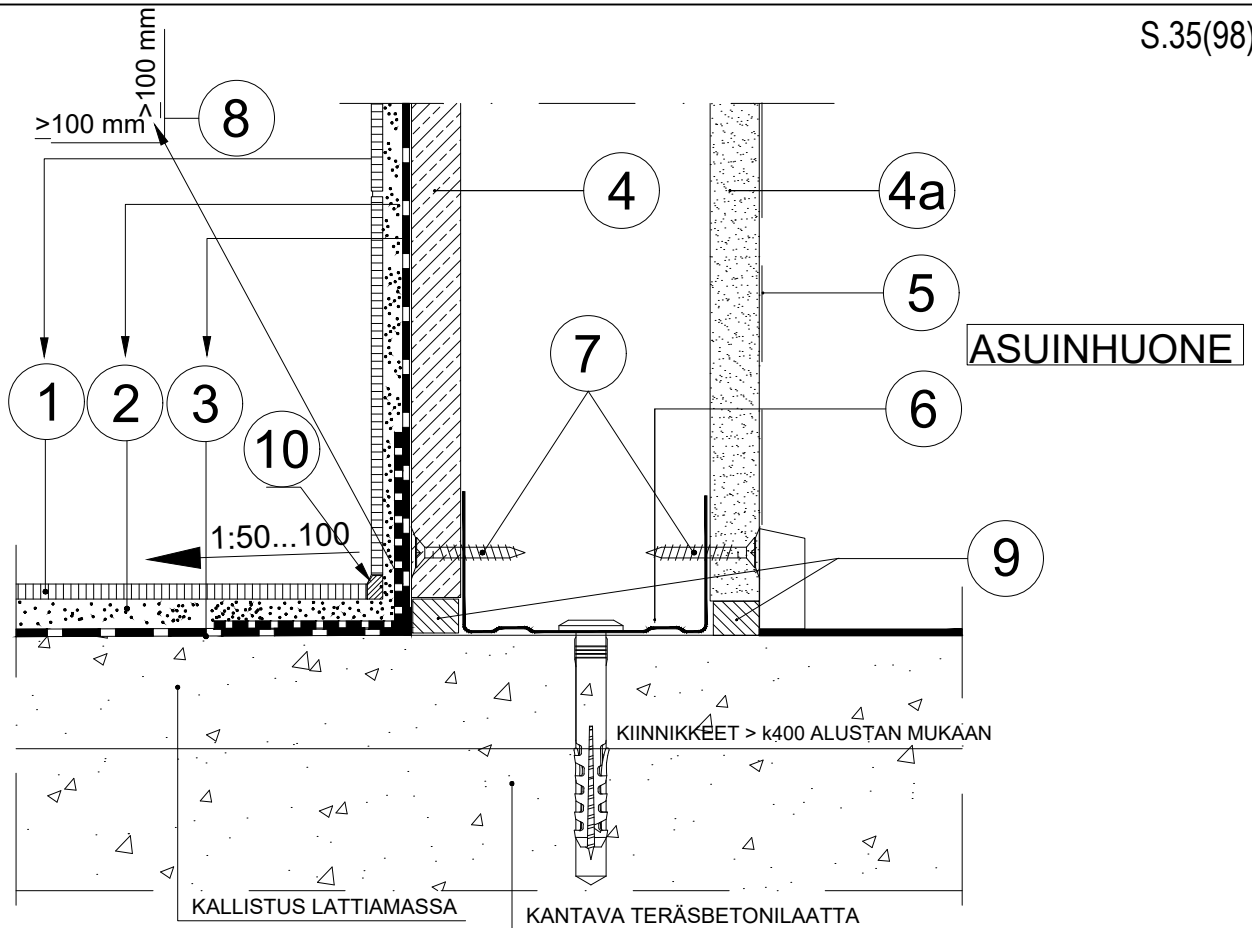 S.35(98)
>100 mm
>100 mm
8
4
4a
5
ASUINHUONE
7
1
2
3
6
10
1:50...100
9
KIINNIKKEET > k400 ALUSTAN MUKAAN
KALLISTUS LATTIAMASSA
KANTAVA TERÄSBETONILAATTA